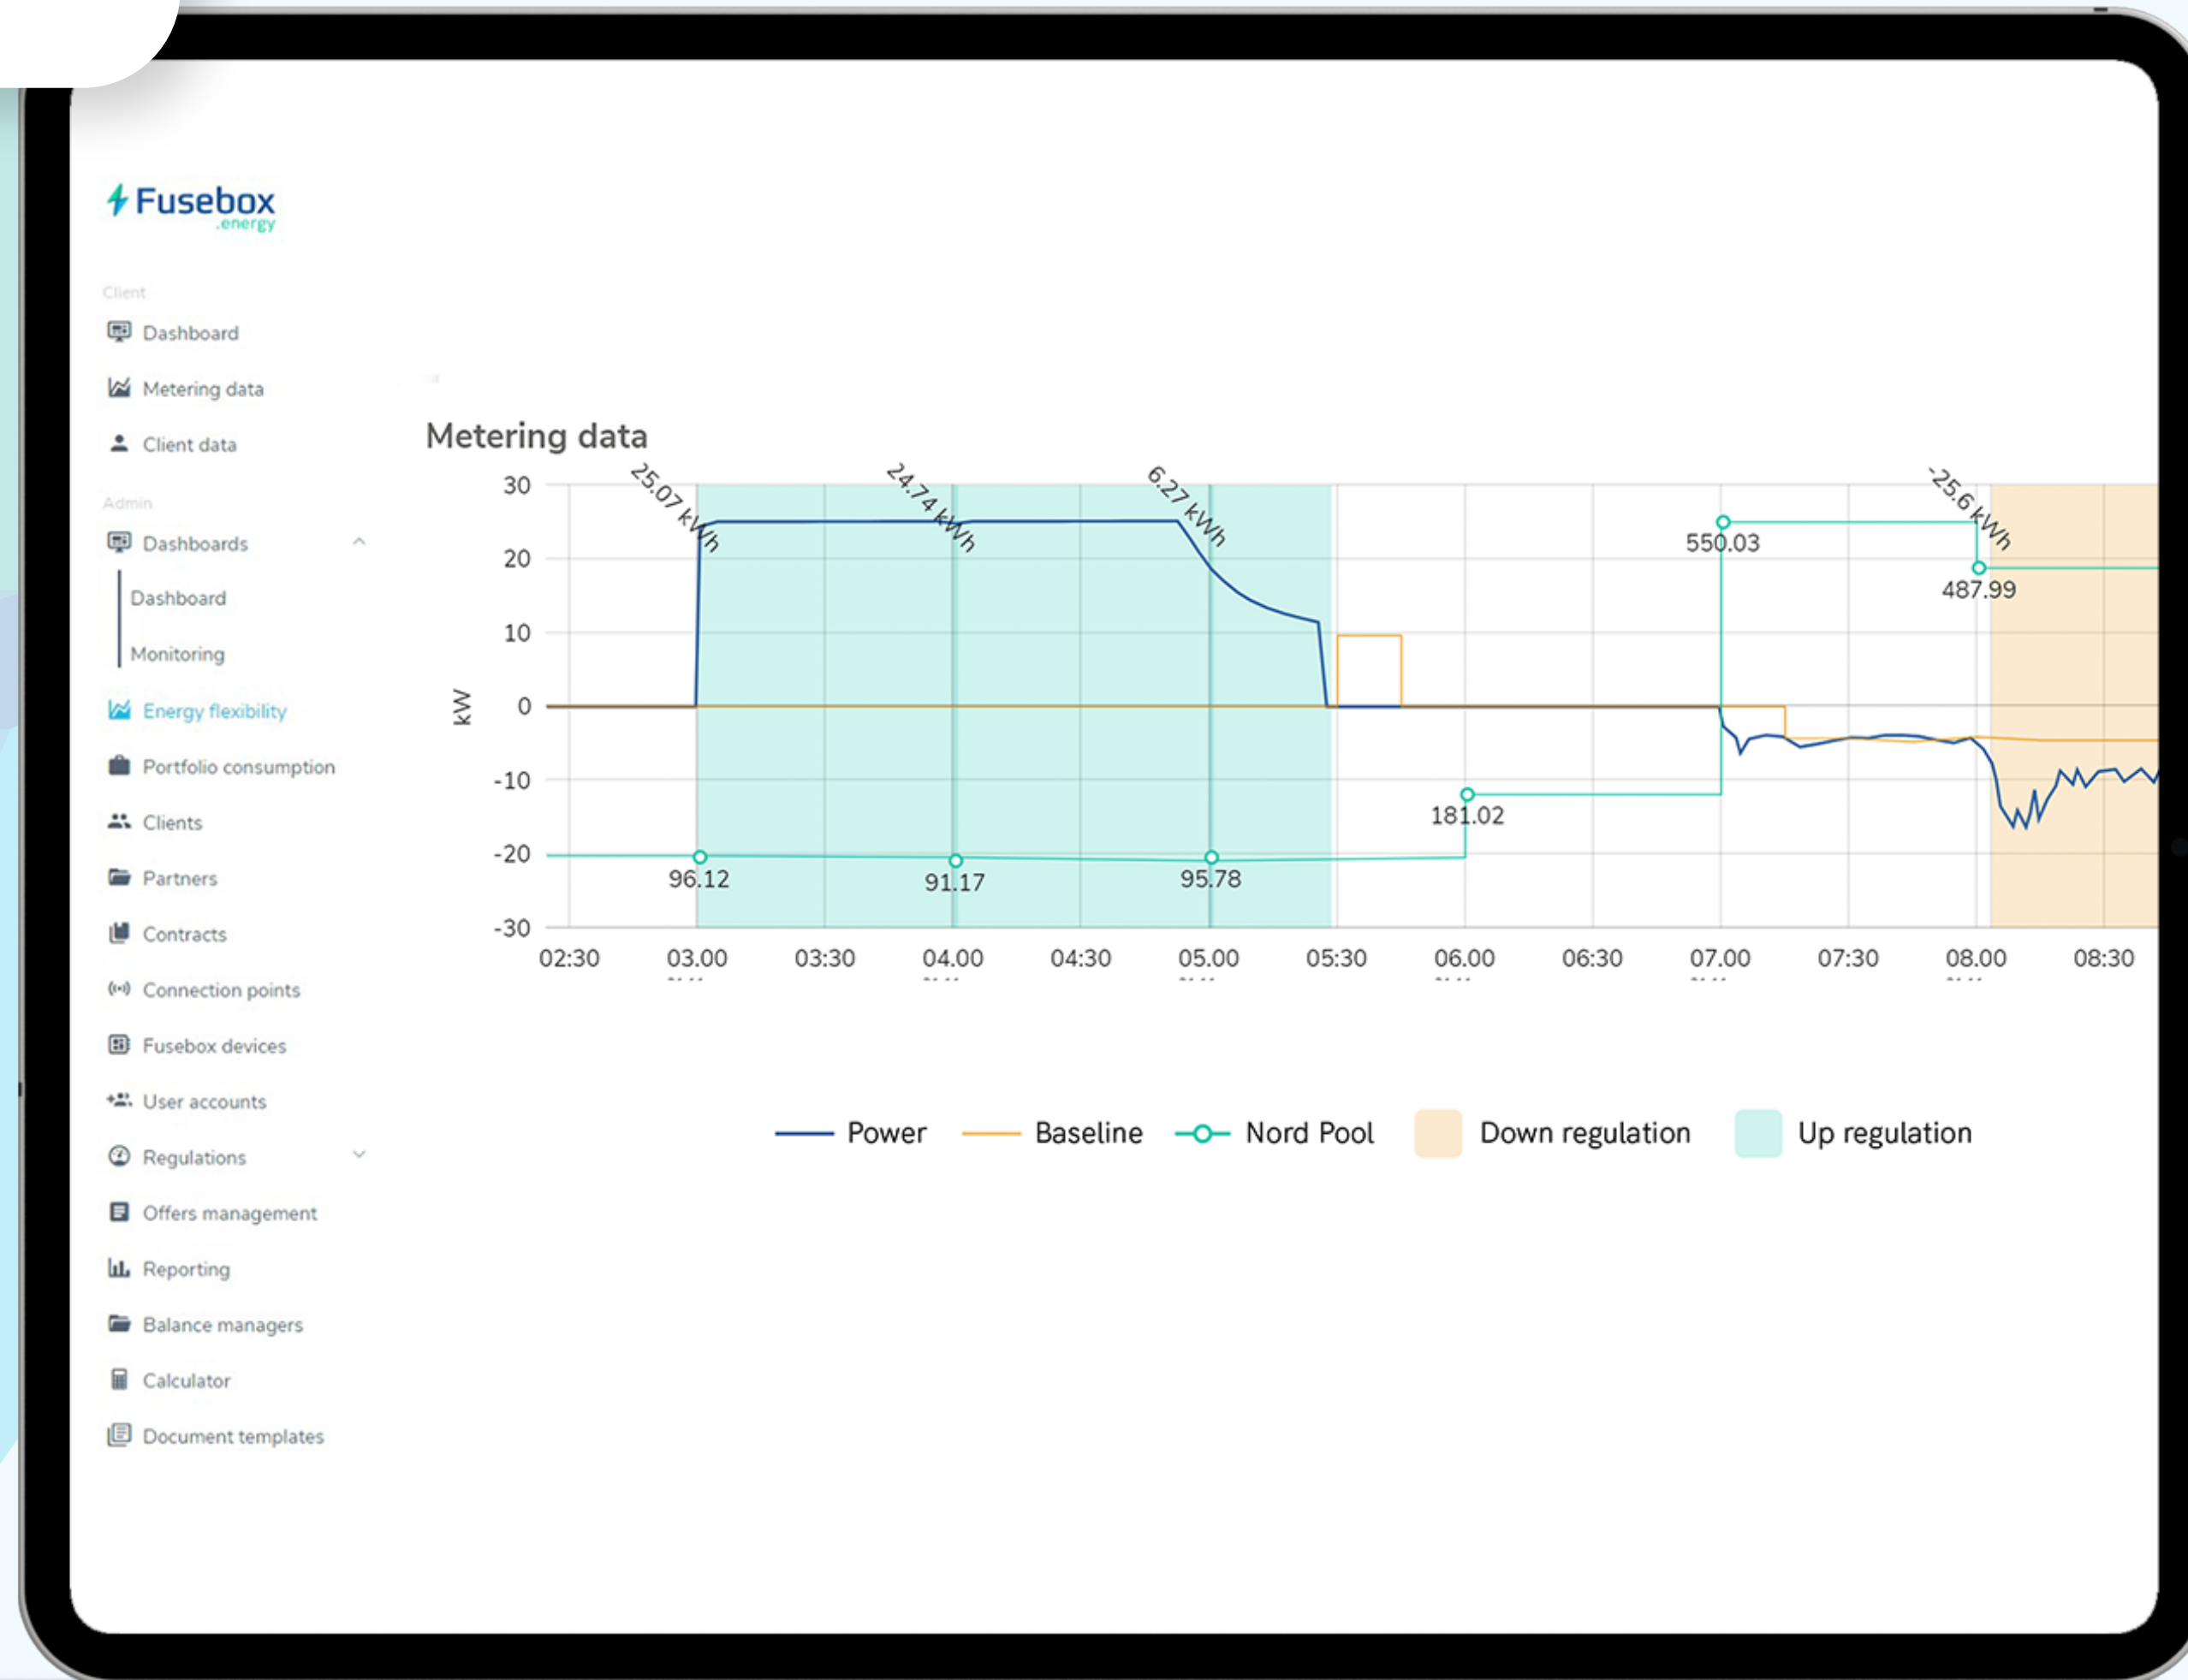 Fusebox
.energy
Client
Dashboard
Metering data
Client data
Admin
Dashboards
Dashboard
Monitoring
Energy flexibility
Portfolio consumption
Clients
Partners
Contracts
Connection points
Fusebox devices
User accounts
Regulations
Offers management
Reporting
Balance managers
Calculator
Document templates
Metering data
25.07 kWh
24.74 kWh
6.27 kWh
-25.6 kWh
30
20
10
0
-10
-20
-30
kW
550.03
487.99
181.02
96.12
91.17
95.78
02:30 03.00 03:30 04.00 04:30 05.00 05:30 06.00 06:30 07.00 07:30 08.00 08:30
Power Baseline Nord Pool Down regulation Up regulation